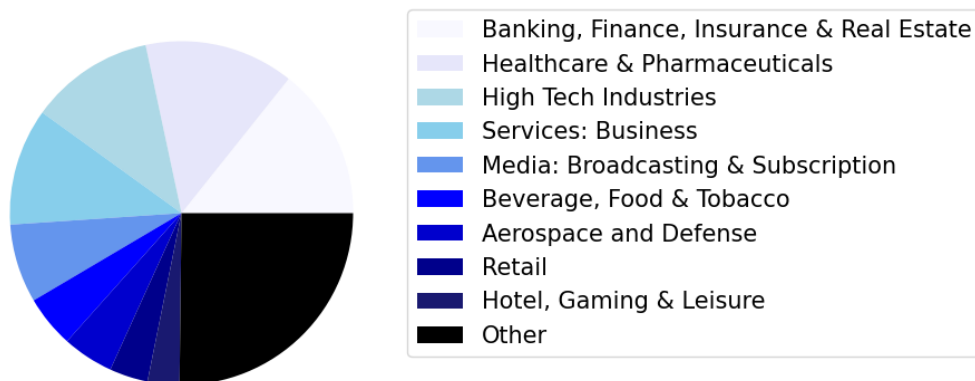 Banking, Finance, Insurance & Real Estate
Healthcare & Pharmaceuticals
High Tech Industries
Services: Business
Media: Broadcasting & Subscription
Beverage, Food & Tobacco
Aerospace and Defense
Retail
Hotel, Gaming & Leisure
Other